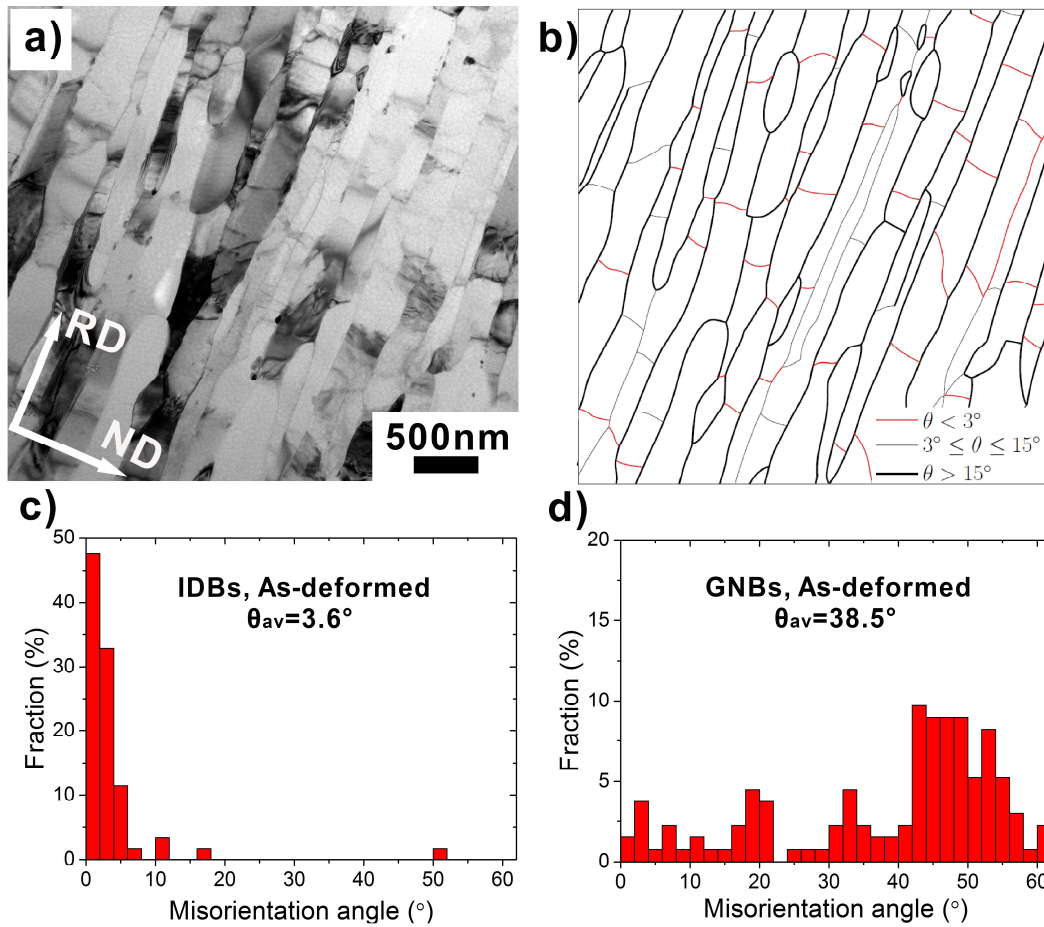 a)
RD
ND
500nm
b)
θ < 3°
3° ≤ θ ≤ 15°
θ > 15°
c)
50
40
30
20
10
0
Fraction (%)
IDBs, As-deformed
θav=3.6°
0 10 20 30 40 50 60
Misorientation angle (°)
d)
20
15
10
5
0
Fraction (%)
GNBs, As-deformed
θav=38.5°
0 10 20 30 40 50 60
Misorientation angle (°)